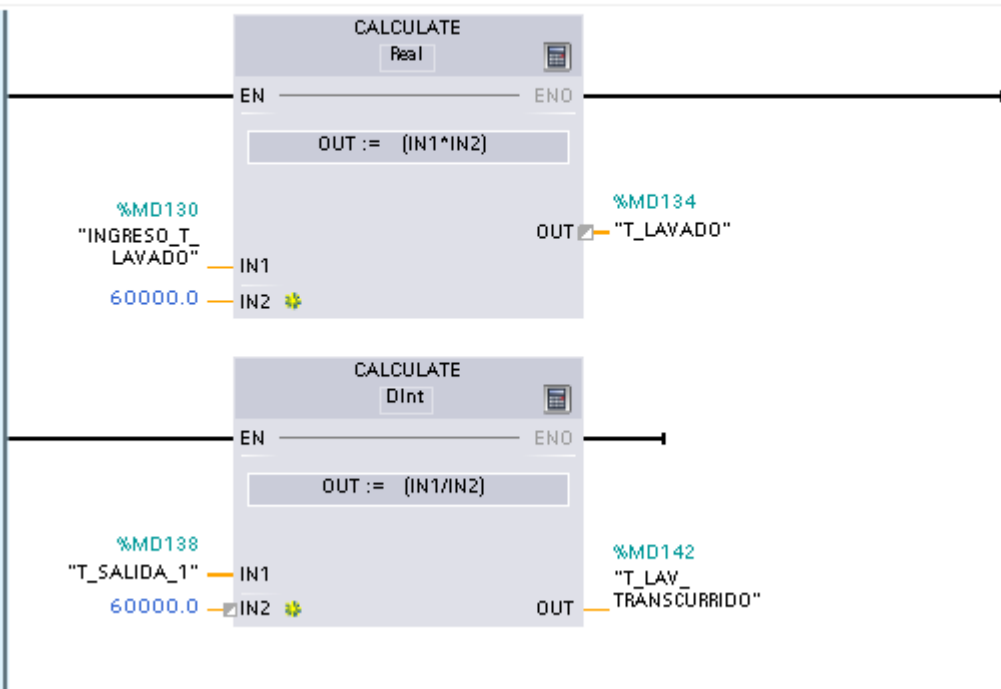 CALCULATE
Real
EN
ENO
OUT := (IN1*IN2)
%MD130
"INGRESO_T_
LAVADO"
IN1
60000.0
IN2
OUT
%MD134
"T_LAVADO"
CALCULATE
DInt
EN
ENO
OUT := (IN1/IN2)
%MD138
"T_SALIDA_1"
IN1
60000.0
IN2
OUT
%MD142
"T_LAV_
TRANSCURRIDO"